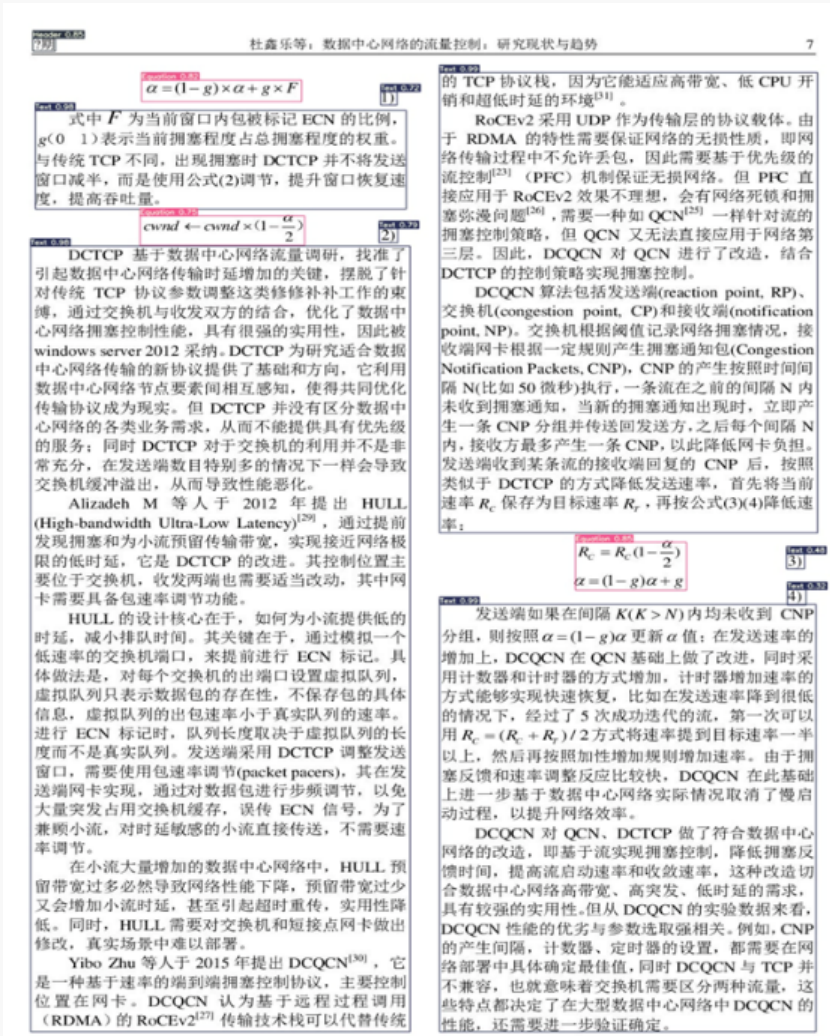 Header 0.85
?期
杜鑫乐等：数据中心网络的流量控制：研究现状与趋势
7
Equation 0.82
α = (1−g)×α + g×F
Text 0.72
1)
Text 0.98
式中 F 为当前窗口内包被标记 ECN 的比例，
g(0 1)表示当前拥塞程度占总拥塞程度的权重。
与传统 TCP 不同，出现拥塞时 DCTCP 并不将发送
窗口减半，而是使用公式(2)调节，提升窗口恢复速
度，提高吞吐量。
Equation 0.75
cwnd ← cwnd×(1−α/2)
Text 0.79
2)
Text 0.98
DCTCP 基于数据中心网络流量调研，找准了
引起数据中心网络传输时延增加的关键，摆脱了针
对传统 TCP 协议参数调整这类修修补补工作的束
缚，通过交换机与收发双方的结合，优化了数据中
心网络拥塞控制性能，具有很强的实用性，因此被
windows server 2012 采纳。DCTCP 为研究适合数据
中心网络传输的新协议提供了基础和方向，它利用
数据中心网络节点要素间相互感知，使得共同优化
传输协议成为现实。但 DCTCP 并没有区分数据中
心网络的各类业务需求，从而不能提供具有优先级
的服务；同时 DCTCP 对于交换机的利用并不是非
常充分，在发送端数目特别多的情况下一样会导致
交换机缓冲溢出，从而导致性能恶化。
Alizadeh M 等人于 2012 年提出 HULL
(High-bandwidth Ultra-Low Latency)[29]，通过提前
发现拥塞和为小流预留传输带宽，实现接近网络极
限的低时延，它是 DCTCP 的改进。其控制位置主
要位于交换机，收发两端也需要适当改动，其中网
卡需要具备包速率调节功能。
HULL 的设计核心在于，如何为小流提供低的
时延，减小排队时间。其关键在于，通过模拟一个
低速率的交换机端口，来提前进行 ECN 标记。具
体做法是，对每个交换机的出端口设置虚拟队列，
虚拟队列只表示数据包的存在性，不保存包的具体
信息，虚拟队列的出包速率小于真实队列的速率。
进行 ECN 标记时，队列长度取决于虚拟队列的长
度而不是真实队列。发送端采用 DCTCP 调整发送
窗口，需要使用包速率调节(packet pacers)，其在发
送端网卡实现，通过对数据包进行步频调节，以免
大量突发占用交换机缓存，误传 ECN 信号，为了
兼顾小流，对时延敏感的小流直接传送，不需要速
率调节。
在小流大量增加的数据中心网络中，HULL 预
留带宽过多必然导致网络性能下降，预留带宽过少
又会增加小流时延，甚至引起超时重传，实用性降
低。同时，HULL 需要对交换机和短接点网卡做出
修改，真实场景中难以部署。
Yibo Zhu 等人于 2015 年提出 DCQCN[30]，它
是一种基于速率的端到端拥塞控制协议，主要控制
位置在网卡。DCQCN 认为基于远程过程调用
（RDMA）的 RoCEv2[27] 传输技术栈可以代替传统
Text 0.99
的 TCP 协议栈，因为它能适应高带宽、低 CPU 开
销和超低时延的环境[31]。
RoCEv2 采用 UDP 作为传输层的协议载体。由
于 RDMA 的特性需要保证网络的无损性质，即网
络传输过程中不允许丢包，因此需要基于优先级的
流控制[23]（PFC）机制保证无损网络。但 PFC 直
接应用于 RoCEv2 效果不理想，会有网络死锁和拥
塞弥漫问题[26]，需要一种如 QCN[25] 一样针对流的
拥塞控制策略，但 QCN 又无法直接应用于网络第
三层。因此，DCQCN 对 QCN 进行了改造，结合
DCTCP 的控制策略实现拥塞控制。
DCQCN 算法包括发送端(reaction point, RP)、
交换机(congestion point, CP)和接收端(notification
point, NP)。交换机根据阈值记录网络拥塞情况，接
收端网卡根据一定规则产生拥塞通知包(Congestion
Notification Packets, CNP)，CNP 的产生按照时间间
隔 N(比如 50 微秒)执行，一条流在之前的间隔 N 内
未收到拥塞通知，当新的拥塞通知出现时，立即产
生一条 CNP 分组并传送回发送方，之后每个间隔 N
内，接收方最多产生一条 CNP，以此降低网卡负担。
发送端收到某条流的接收端回复的 CNP 后，按照
类似于 DCTCP 的方式降低发送速率，首先将当前
速率 R_C 保存为目标速率 R_T，再按公式(3)(4)降低速
率：
Equation 0.85
R_C = R_C(1−α/2)
Text 0.48
3)
α = (1−g)α + g
Text 0.32
4)
Text 0.99
发送端如果在间隔 K(K > N) 内均未收到 CNP
分组，则按照 α = (1−g)α 更新 α 值；在发送速率的
增加上，DCQCN 在 QCN 基础上做了改进，同时采
用计数器和计时器的方式增加，计时器增加速率的
方式能够实现快速恢复，比如在发送速率降到很低
的情况下，经过了 5 次成功迭代的流，第一次可以
用 R_C = (R_C + R_T)/2 方式将速率提到目标速率一半
以上，然后再按照加性增加规则增加速率。由于拥
塞反馈和速率调整反应比较快，DCQCN 在此基础
上进一步基于数据中心网络实际情况取消了慢启
动过程，以提升网络效率。
DCQCN 对 QCN、DCTCP 做了符合数据中心
网络的改造，即基于流实现拥塞控制，降低拥塞反
馈时间，提高流启动速率和收敛速率，这种改造切
合数据中心网络高带宽、高突发、低时延的需求，
具有较强的实用性。但从 DCQCN 的实验数据来看，
DCQCN 性能的优劣与参数选取强相关。例如，CNP
的产生间隔，计数器、定时器的设置，都需要在网
络部署中具体确定最佳值，同时 DCQCN 与 TCP 并
不兼容，也就意味着交换机需要区分两种流量，这
些特点都决定了在大型数据中心网络中 DCQCN 的
性能，还需要进一步验证确定。